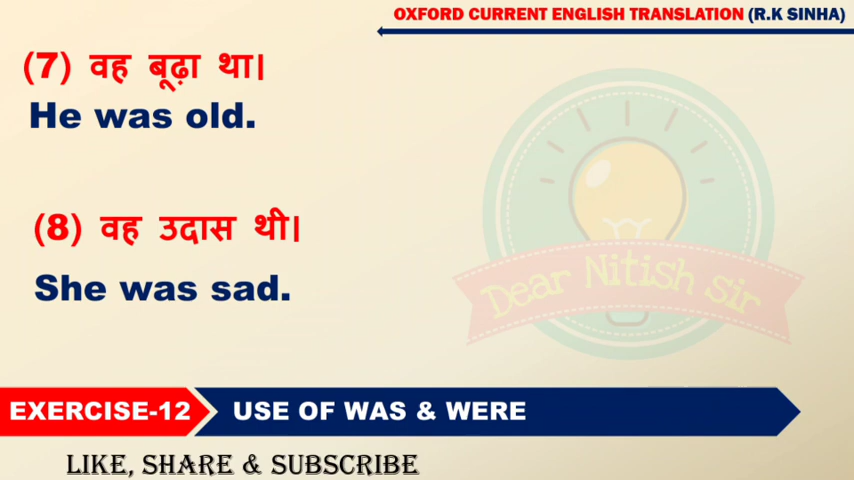 OXFORD CURRENT ENGLISH TRANSLATION (R.K SINHA)
(7) वह बूढ़ा था।
He was old.
(8) वह उदास थी।
She was sad.
Dear Nitish Sir
EXERCISE-12 USE OF WAS & WERE
LIKE, SHARE & SUBSCRIBE